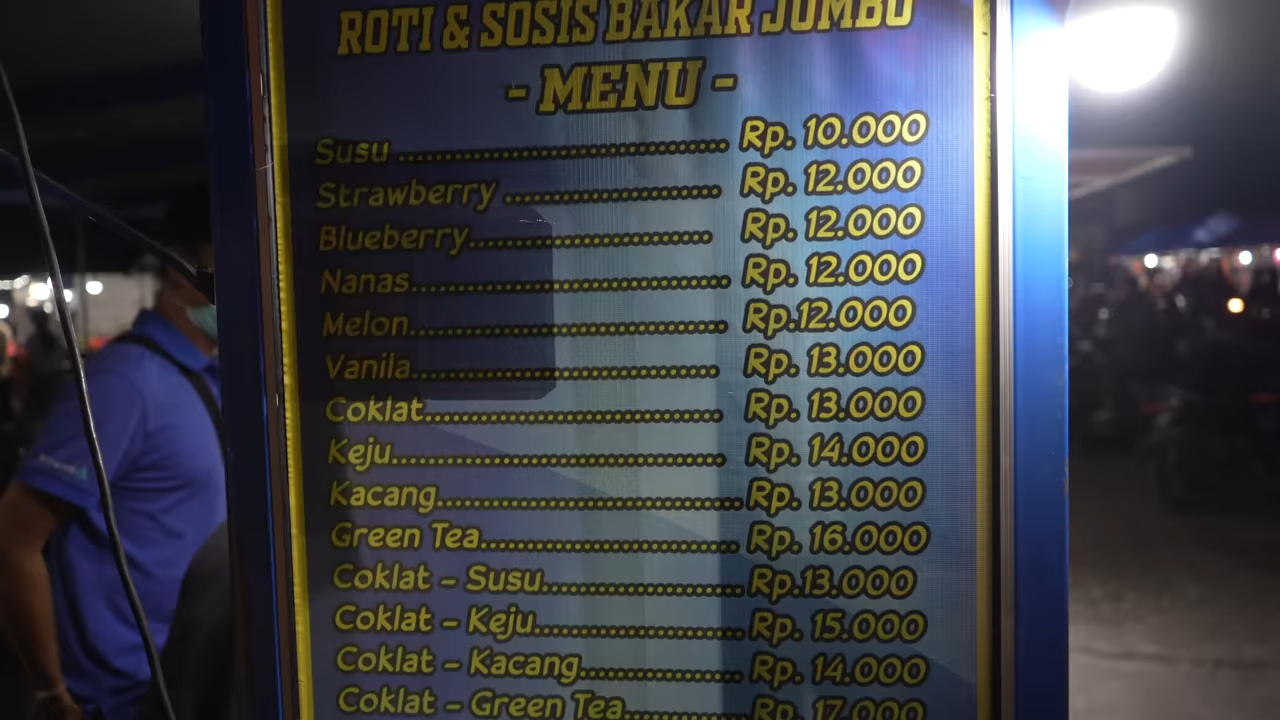 ROTI & SOSIS BAKAR JUMBO
- MENU -
Susu ........................................ Rp. 10.000
Strawberry ........................... Rp. 12.000
Blueberry.............................. Rp. 12.000
Nanas........................................ Rp. 12.000
Melon........................................ Rp.12.000
Vanila....................................... Rp. 13.000
Coklat..................................... Rp. 13.000
Keju.......................................... Rp. 14.000
Kacang...................................... Rp. 13.000
Green Tea................................ Rp. 16.000
Coklat - Susu......................... Rp.13.000
Coklat - Keju.......................... Rp. 15.000
Coklat - Kacang.................... Rp. 14.000
Coklat - Green Tea............... Rp. 17.000